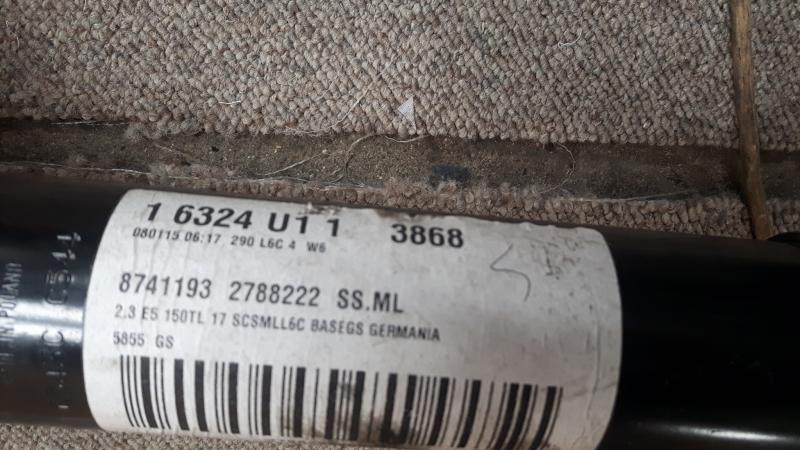 1 6324 U1 1 3868
080115 06:17 290 L6C 4 W6
8741193 2788222 SS.ML
2.3 E5 150TL 17 SCSMLL6C BASEGS GERMANIA
5855 GS
POLAND